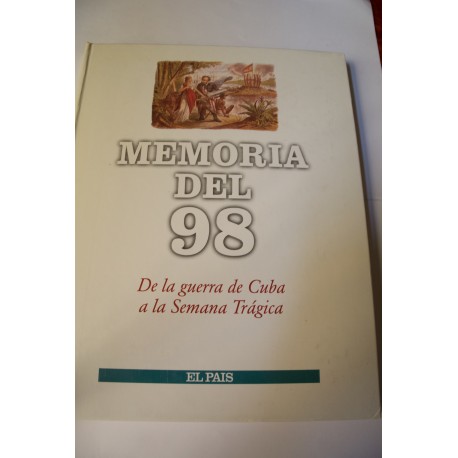 MEMORIA
DEL
98
De la guerra de Cuba
a la Semana Trágica
EL PAIS